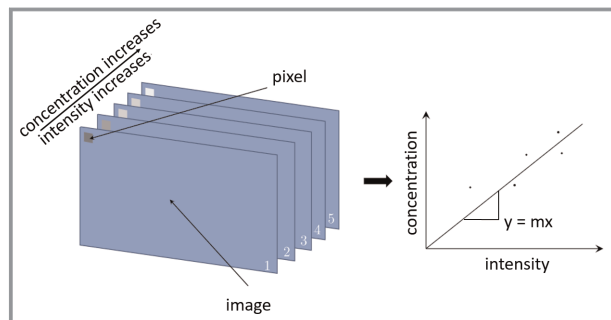 concentration increases
intensity increases
pixel
5
4
3
2
1
image
concentration
y = mx
intensity